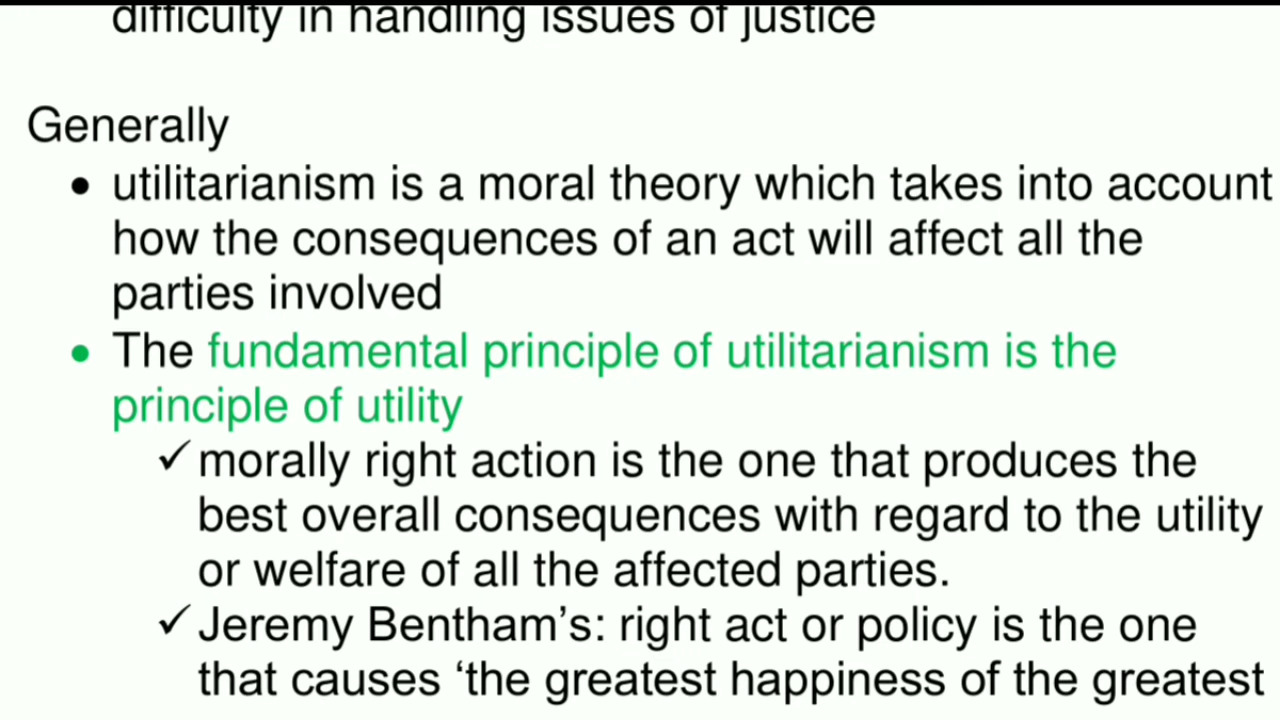 difficulty in handling issues of justice
Generally
• utilitarianism is a moral theory which takes into account
how the consequences of an act will affect all the
parties involved
• The fundamental principle of utilitarianism is the
principle of utility
✓ morally right action is the one that produces the
best overall consequences with regard to the utility
or welfare of all the affected parties.
✓ Jeremy Bentham’s: right act or policy is the one
that causes ‘the greatest happiness of the greatest